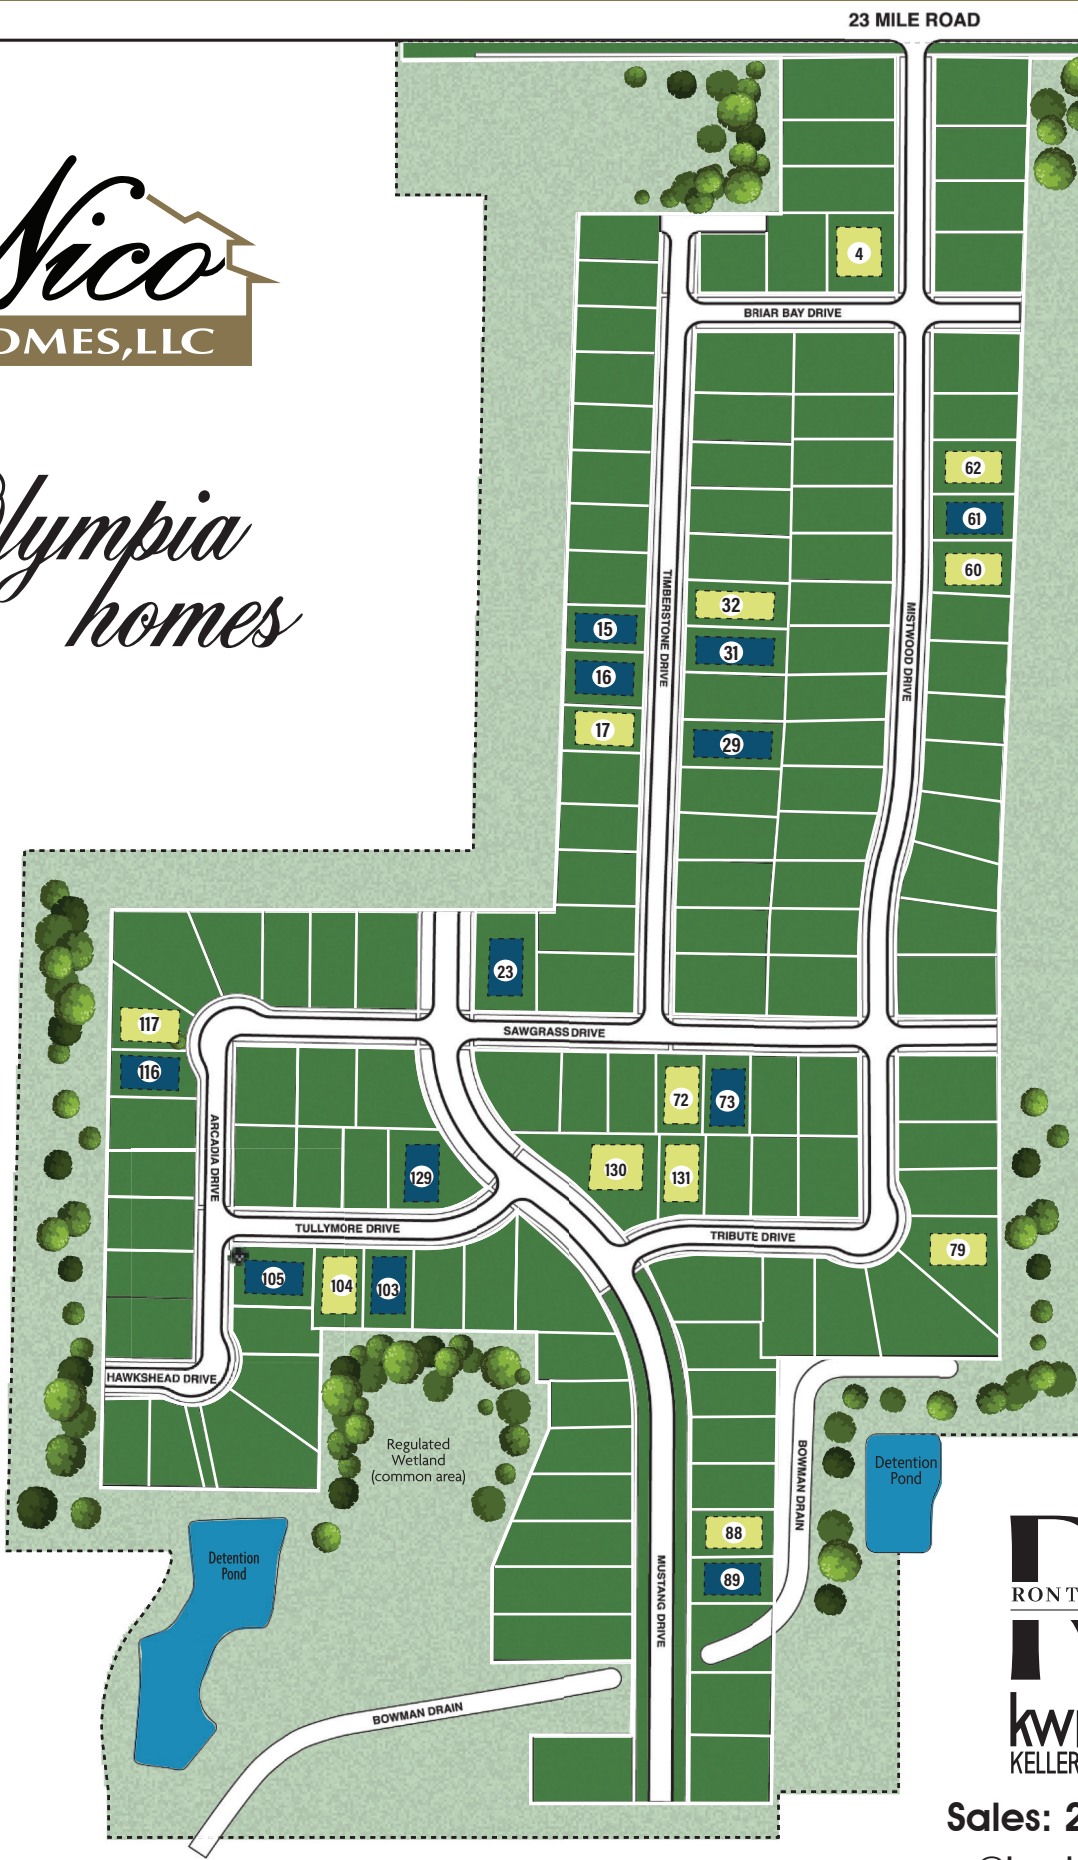 23 MILE ROAD
Nico
OMES,LLC
4
BRIAR BAY DRIVE
62
61
60
Olympia
homes
TIMBERSTONE DRIVE
MISTWOOD DRIVE
32
31
29
15
16
17
23
117
116
SAWGRASS DRIVE
72
73
130
131
129
ARCADIA DRIVE
TULLYMORE DRIVE
TRIBUTE DRIVE
79
105
104
103
HAWKSHEAD DRIVE
Regulated
Wetland
(common area)
BOWMAN DRAIN
Detention
Pond
88
89
MUSTANG DRIVE
Detention
Pond
BOWMAN DRAIN
RON T
kw
KELLER
Sales: 2